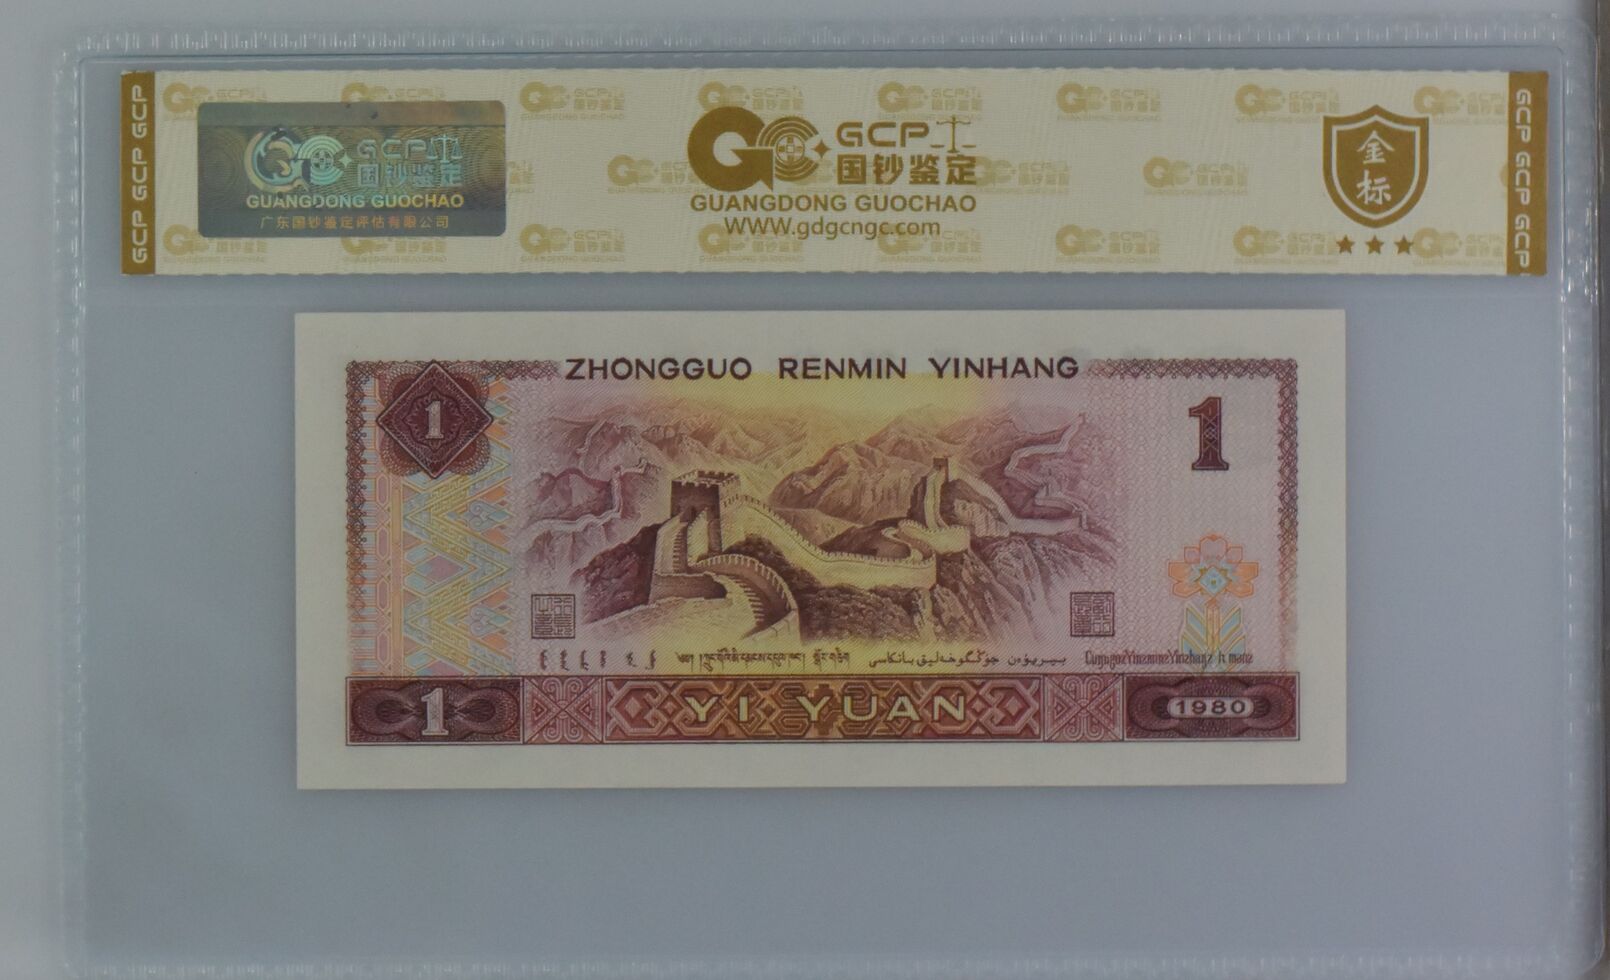 GCP GCP GCP
GCP
国钞鉴定
GUANGDONG GUOCHAO
广东国钞鉴定评估有限公司
GCP
国钞鉴定
GUANGDONG GUOCHAO
WWW.gdgcngc.com
金标
GCP GCP GCP GCP
ZHONGGUO RENMIN YINHANG
1
1
1 YI YUAN 1980